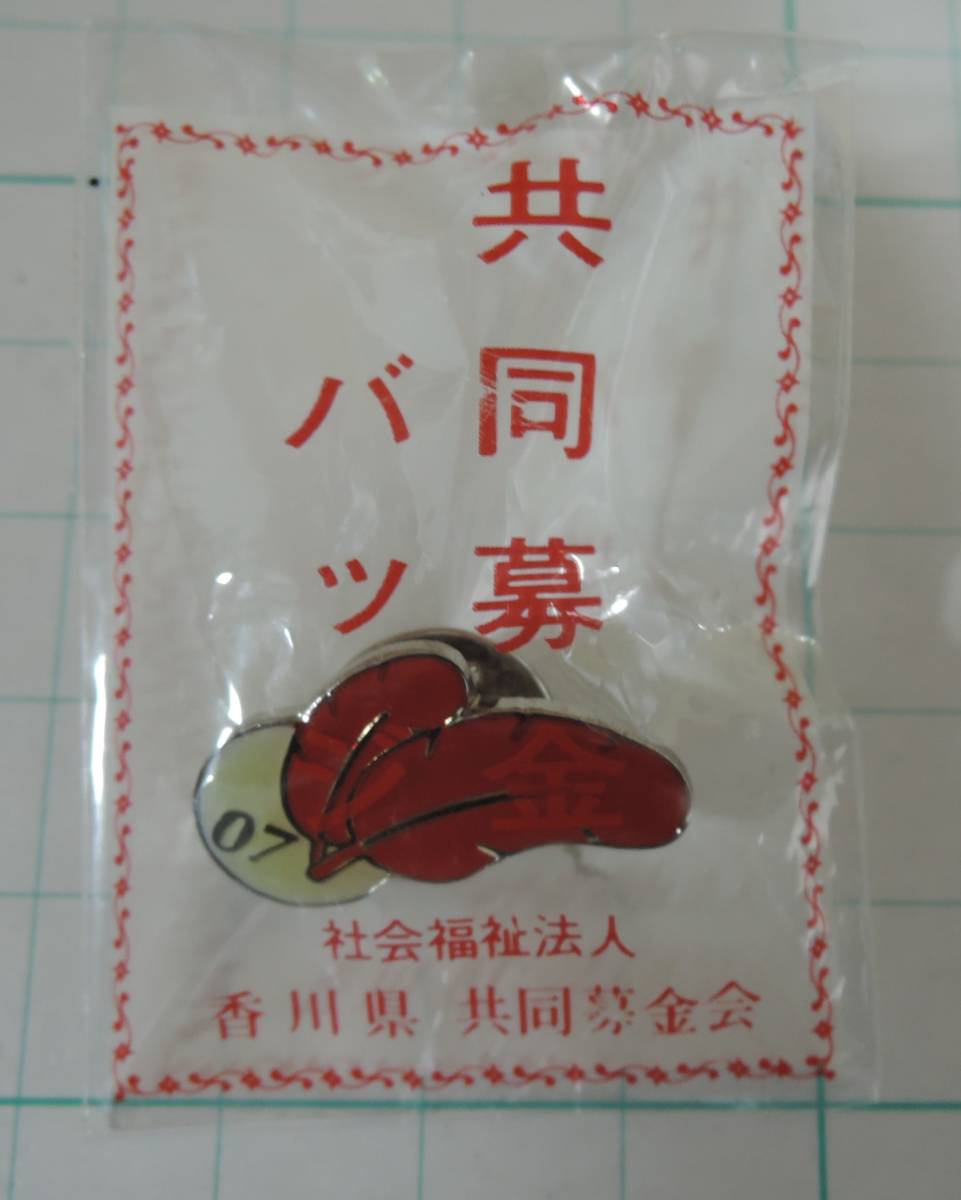 共同募金
バッジ
07
社会福祉法人
香川県 共同募金会